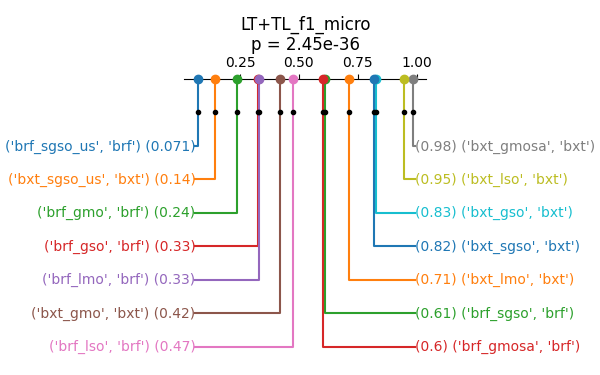 LT+TL_f1_micro
p = 2.45e-36
0.25 0.50 0.75 1.00
('brf_sgso_us', 'brf') (0.071) (0.98) ('bxt_gmosa', 'bxt')
('bxt_sgso_us', 'bxt') (0.14) (0.95) ('bxt_lso', 'bxt')
('brf_gmo', 'brf') (0.24) (0.83) ('bxt_gso', 'bxt')
('brf_gso', 'brf') (0.33) (0.82) ('bxt_sgso', 'bxt')
('brf_lmo', 'brf') (0.33) (0.71) ('bxt_lmo', 'bxt')
('bxt_gmo', 'bxt') (0.42) (0.61) ('brf_sgso', 'brf')
('brf_lso', 'brf') (0.47) (0.6) ('brf_gmosa', 'brf')